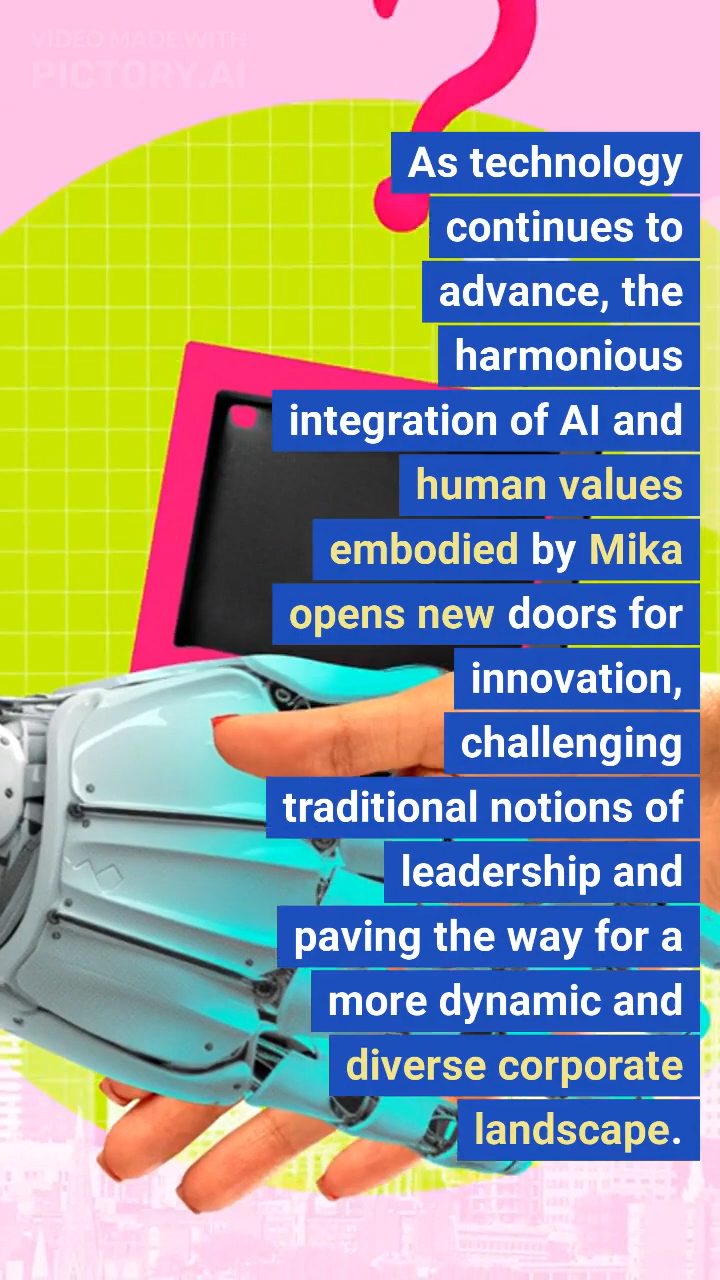 VIDEO MADE WITH
PICTORY.AI
As technology
continues to
advance, the
harmonious
integration of AI and
human values
embodied by Mika
opens new doors for
innovation,
challenging
traditional notions of
leadership and
paving the way for a
more dynamic and
diverse corporate
landscape.